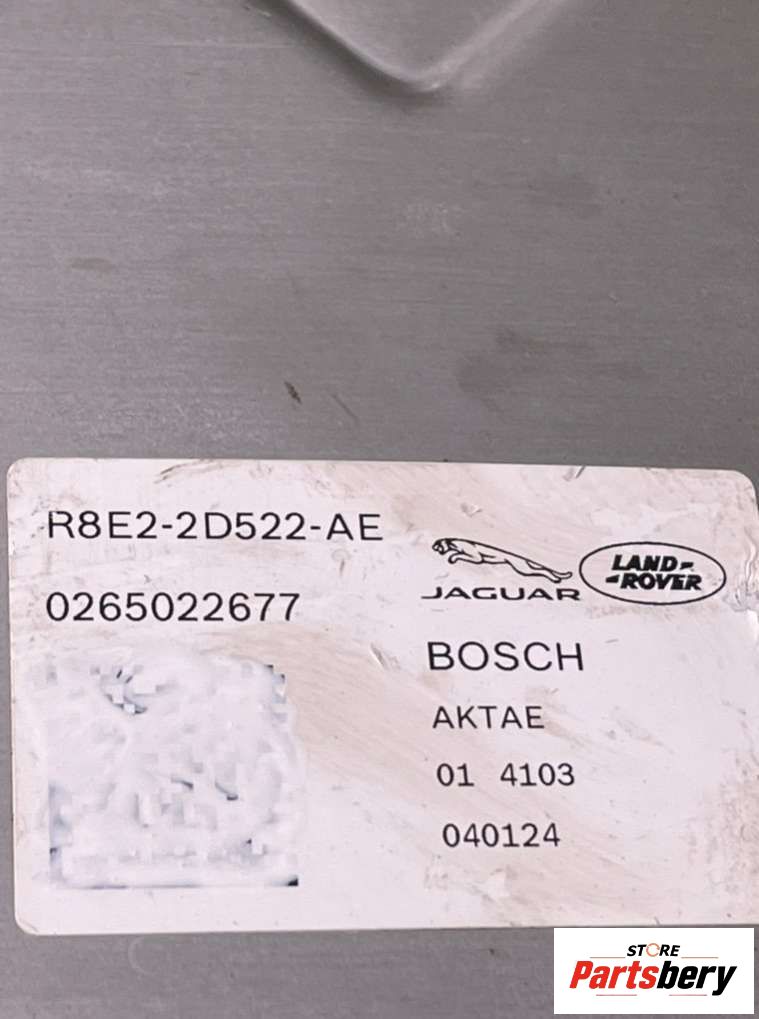 R8E2-2D522-AE
0265022677
JAGUAR
LAND-
-ROVER
BOSCH
AKTAE
01 4103
040124
STORE
Partsbery